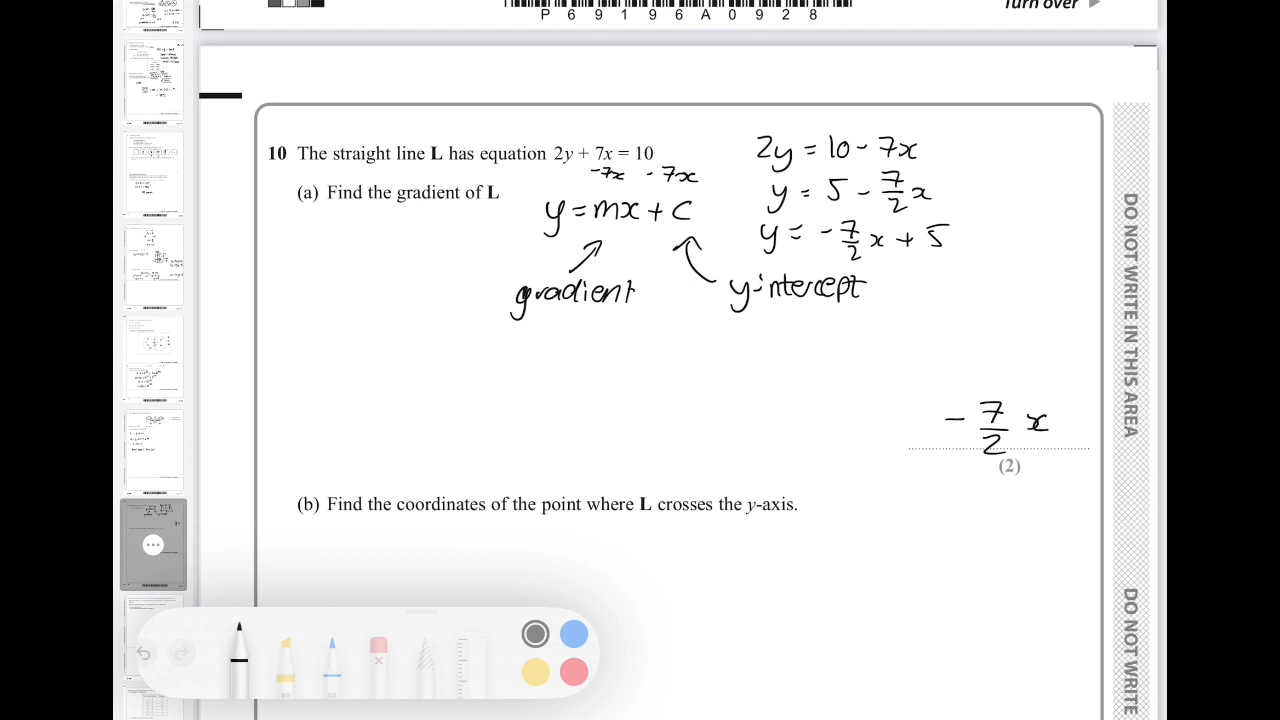 P 0 9 1 9 6 A 0 9 2 8
Turn over
10 The straight line L has equation 2y + 7x = 10
-7x - 7x
(a) Find the gradient of L
y = mx + c
gradient
y-intercept
2y = 10 - 7x
y = 5 - 7/2 x
y = - 7/2 x + 5
- 7/2 x
(2)
(b) Find the coordinates of the point where L crosses the y-axis.
DO NOT WRITE IN THIS AREA
DO NOT WRITE